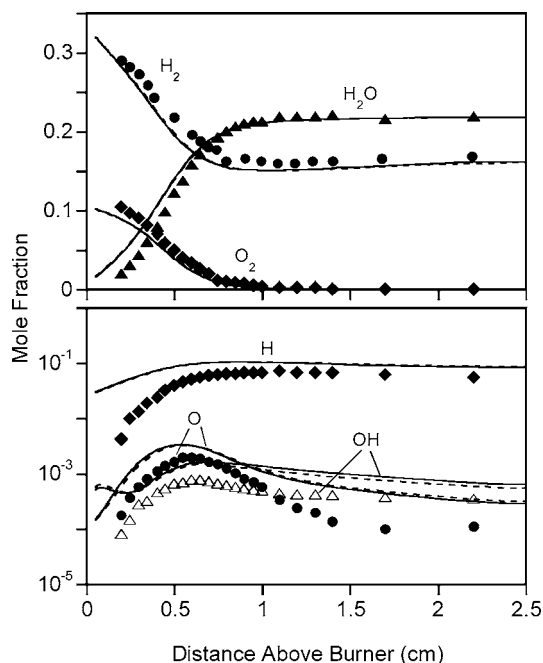 0.3
H2
H2O
0.2
0.1
O2
0
Mole Fraction
10-1
H
O
OH
10-3
10-5
0 0.5 1 1.5 2 2.5
Distance Above Burner (cm)